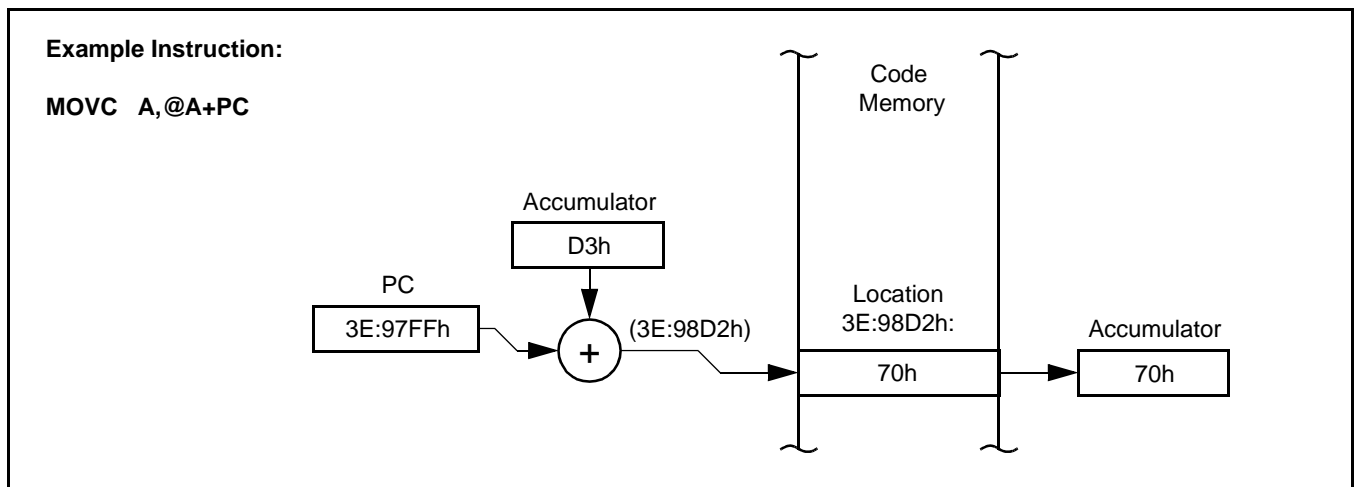 Example Instruction:
MOVC A,@A+PC
Code
Memory
Accumulator
D3h
PC
3E:97FFh
+
(3E:98D2h)
Location
3E:98D2h:
70h
Accumulator
70h